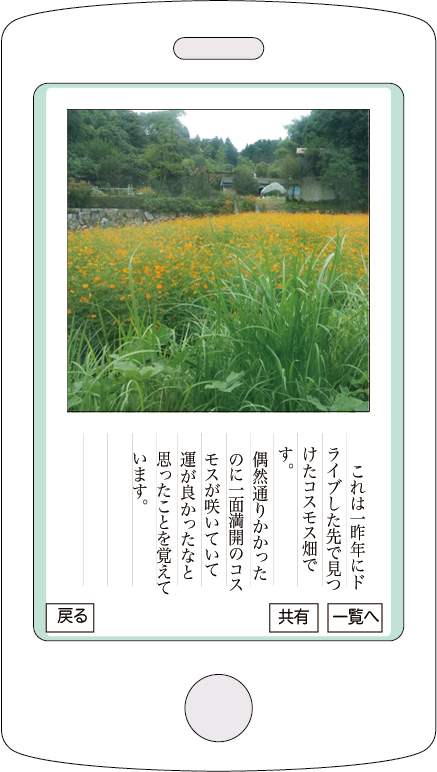 これは一昨年にド
ライブした先で見つ
けたコスモス畑で
す。
偶然通りかかった
のに一面満開のコス
モスが咲いていて
運が良かったなと
思ったことを覚えて
います。
戻る
共有
一覧へ